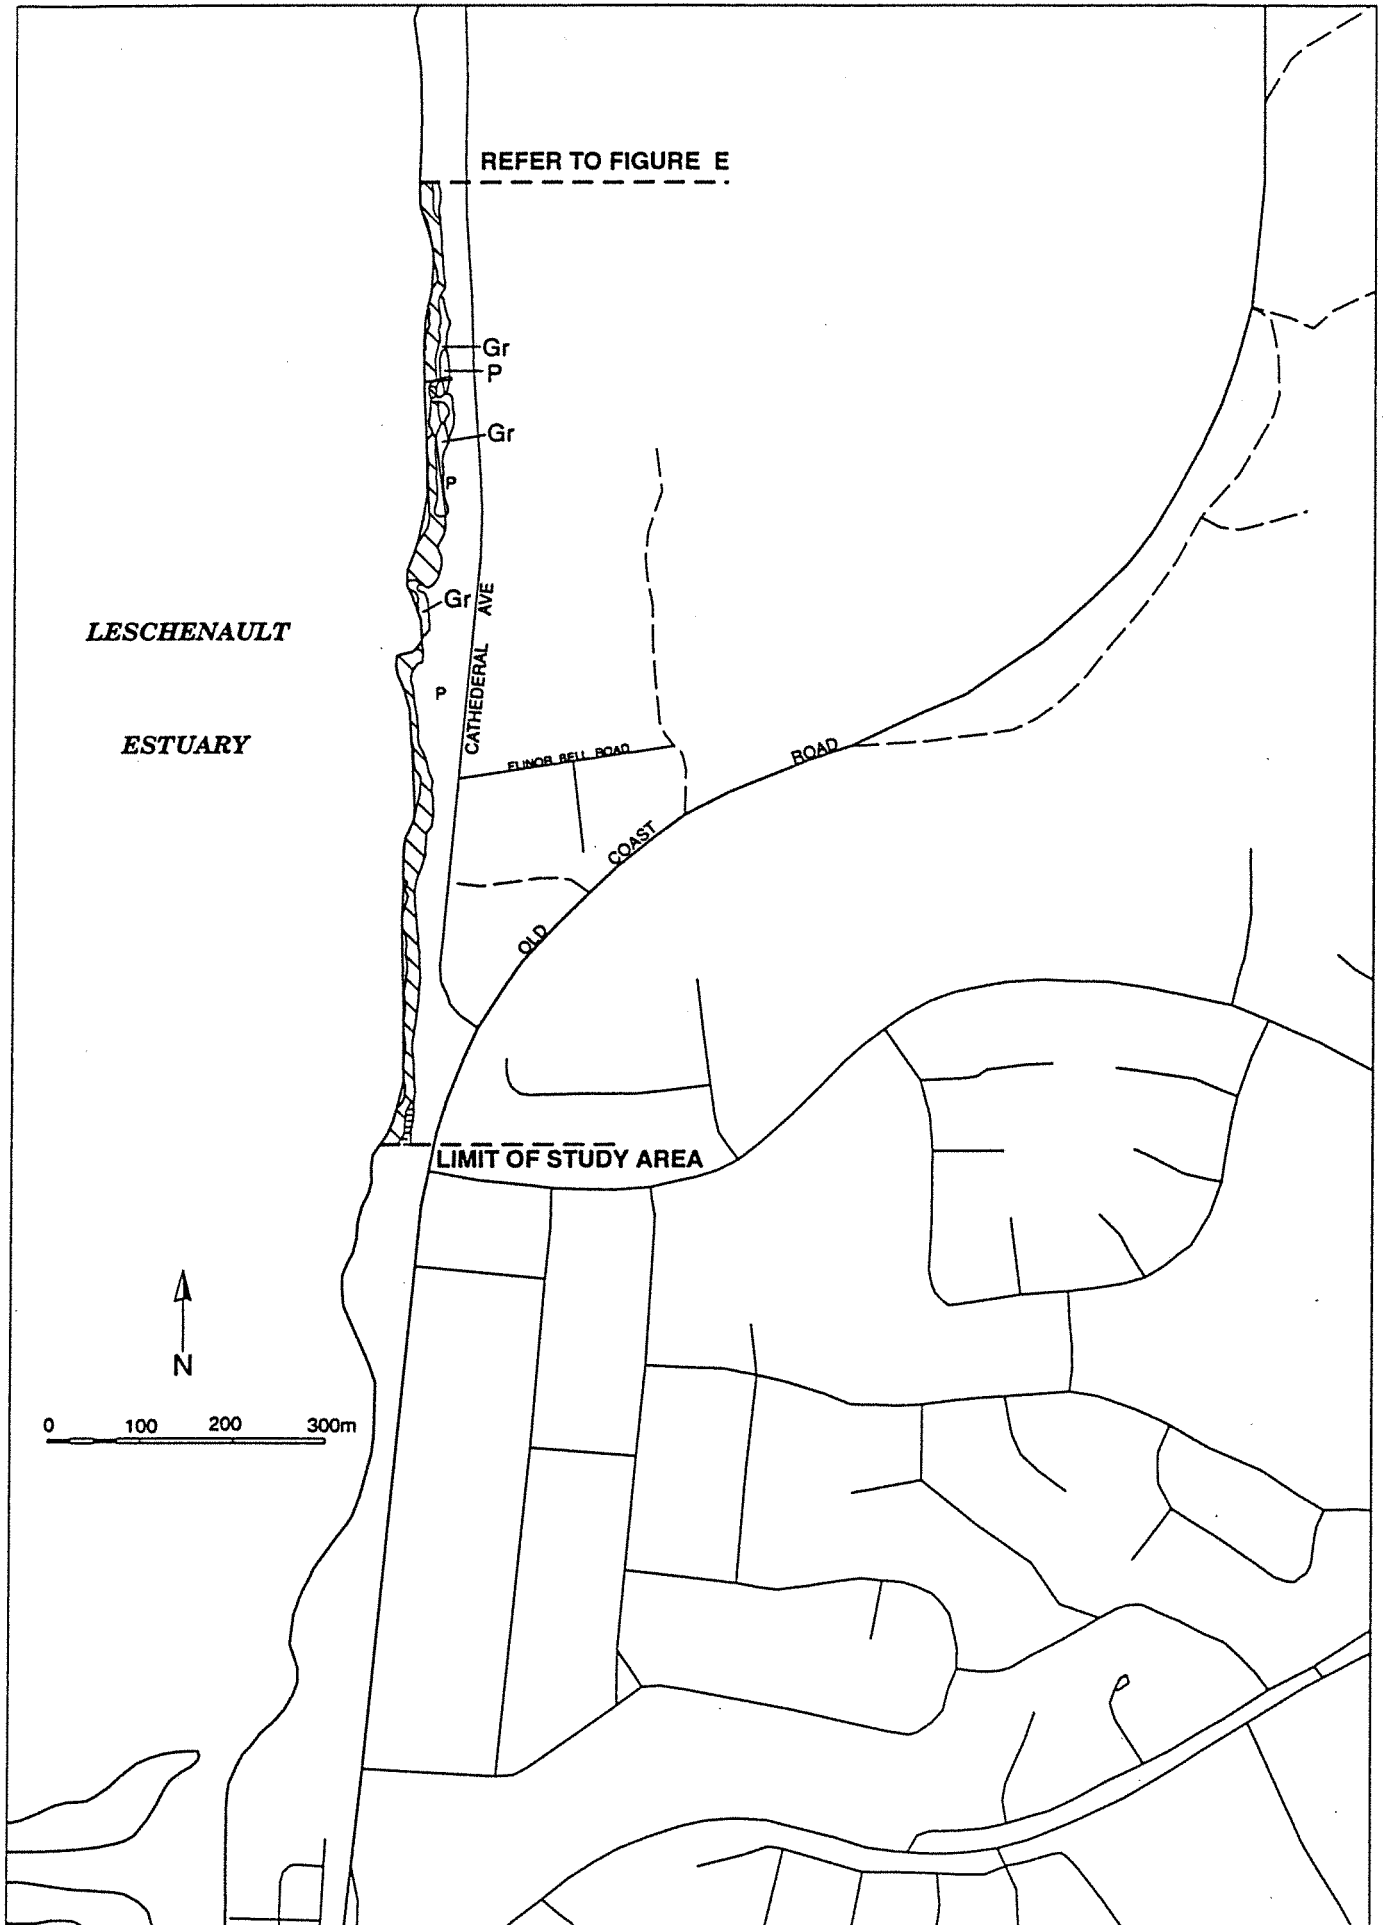 REFER TO FIGURE E
Gr
P
Gr
P
Gr
CATHEDERAL AVE
LESCHENAULT
P
ESTUARY
ELINOR BELL ROAD
OLD COAST ROAD
LIMIT OF STUDY AREA
N
0 100 200 300m